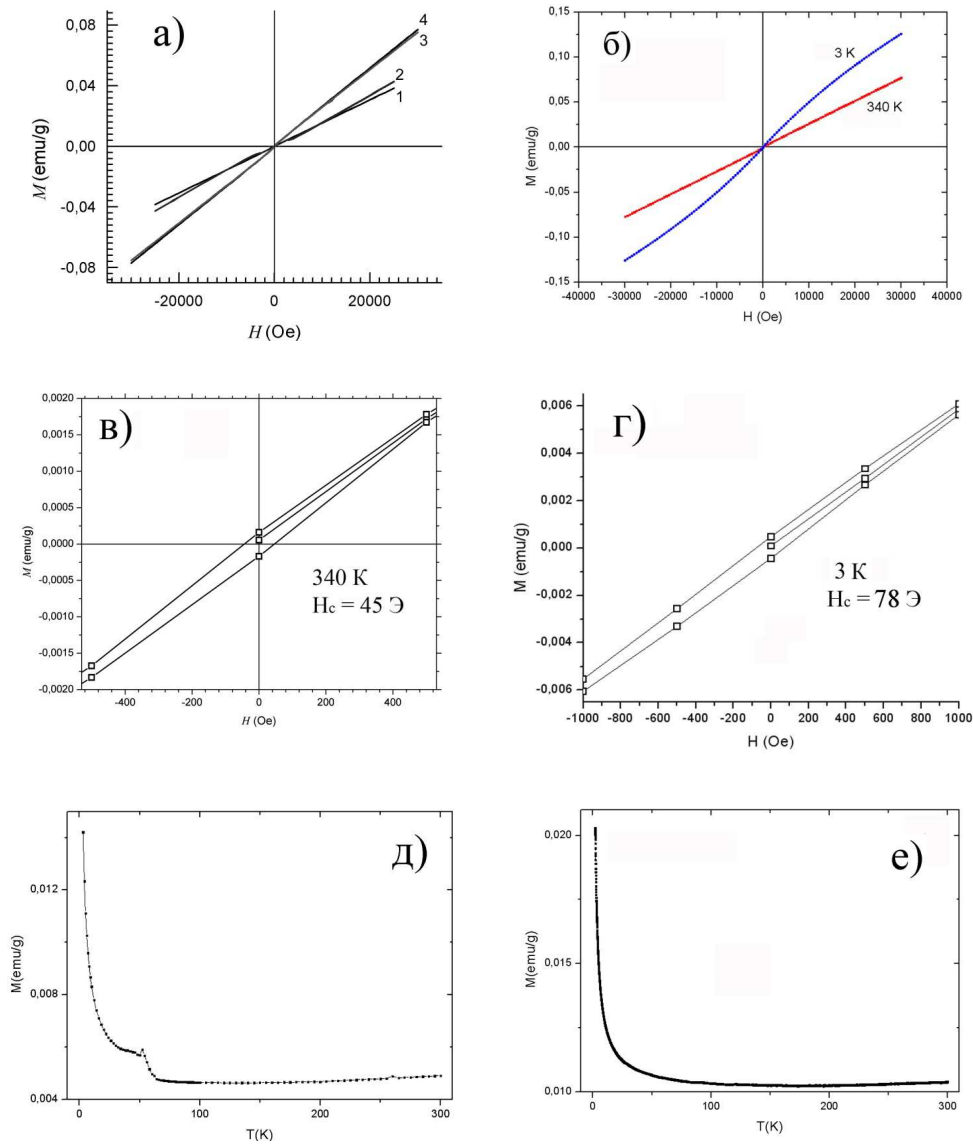 а)
0,08
0,04
0,00
-0,04
-0,08
M (emu/g)
4
3
2
1
-20000 0 20000
H (Oe)
б)
0,15
0,10
0,05
0,00
-0,05
-0,10
-0,15
M (emu/g)
3 K
340 K
-40000 -30000 -20000 -10000 0 10000 20000 30000 40000
H (Oe)
в)
0,0020
0,0015
0,0010
0,0005
0,0000
-0,0005
-0,0010
-0,0015
-0,0020
M (emu/g)
340 К
Нс = 45 Э
-400 -200 0 200 400
H (Oe)
г)
0,006
0,004
0,002
0,000
-0,002
-0,004
-0,006
M (emu/g)
3 К
Нс = 78 Э
-1000 -800 -600 -400 -200 0 200 400 600 800 1000
H (Oe)
д)
0,012
0,008
0,004
M(emu/g)
0 100 200 300
T(K)
е)
0,020
0,015
0,010
M(emu/g)
0 100 200 300
T(K)